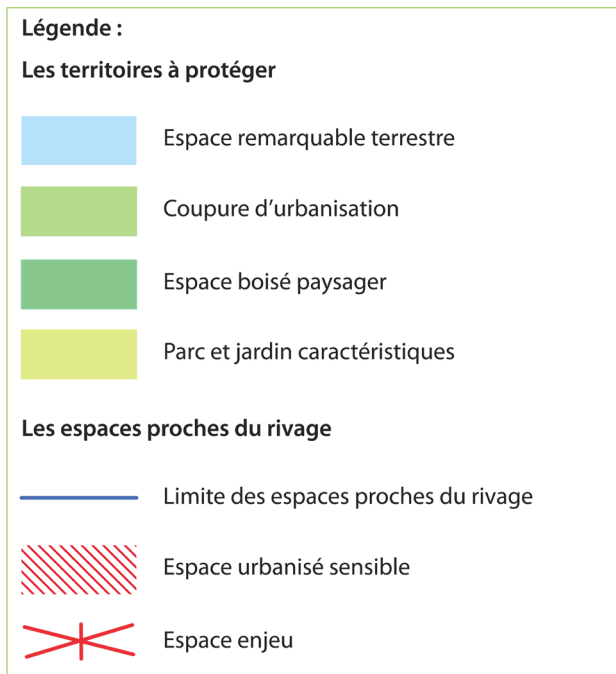 Légende :
Les territoires à protéger
Espace remarquable terrestre
Coupure d’urbanisation
Espace boisé paysager
Parc et jardin caractéristiques
Les espaces proches du rivage
Limite des espaces proches du rivage
Espace urbanisé sensible
Espace enjeu